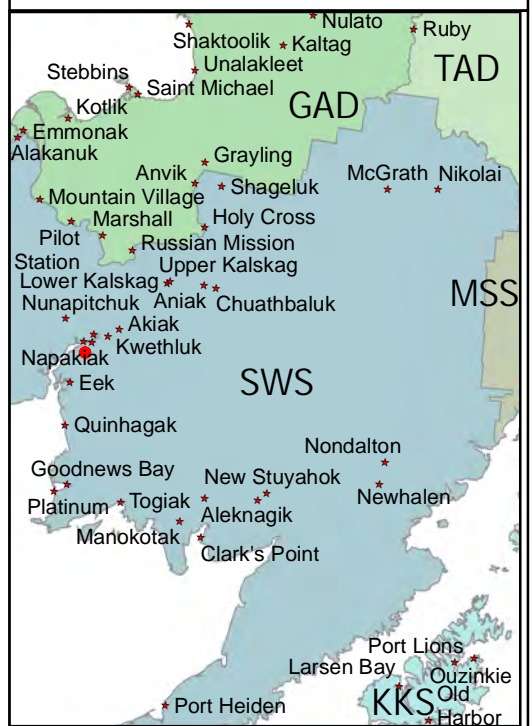 Nulato
Ruby
Shaktoolik
Kaltag
Unalakleet
TAD
Stebbins
Saint Michael
GAD
Kotlik
Emmonak
Alakanuk
Grayling
Anvik
McGrath
Nikolai
Shageluk
Mountain Village
Marshall
Holy Cross
Pilot
Station
Russian Mission
Upper Kalskag
Lower Kalskag
Aniak
Chuathbaluk
MSS
Nunapitchuk
Akiak
Kwethluk
Napakiak
Eek
SWS
Quinhagak
Nondalton
Goodnews Bay
New Stuyahok
Newhalen
Platinum
Togiak
Aleknagik
Manokotak
Clark's Point
Port Lions
Larsen Bay
Ouzinkie
KKS
Old
Harbor
Port Heiden